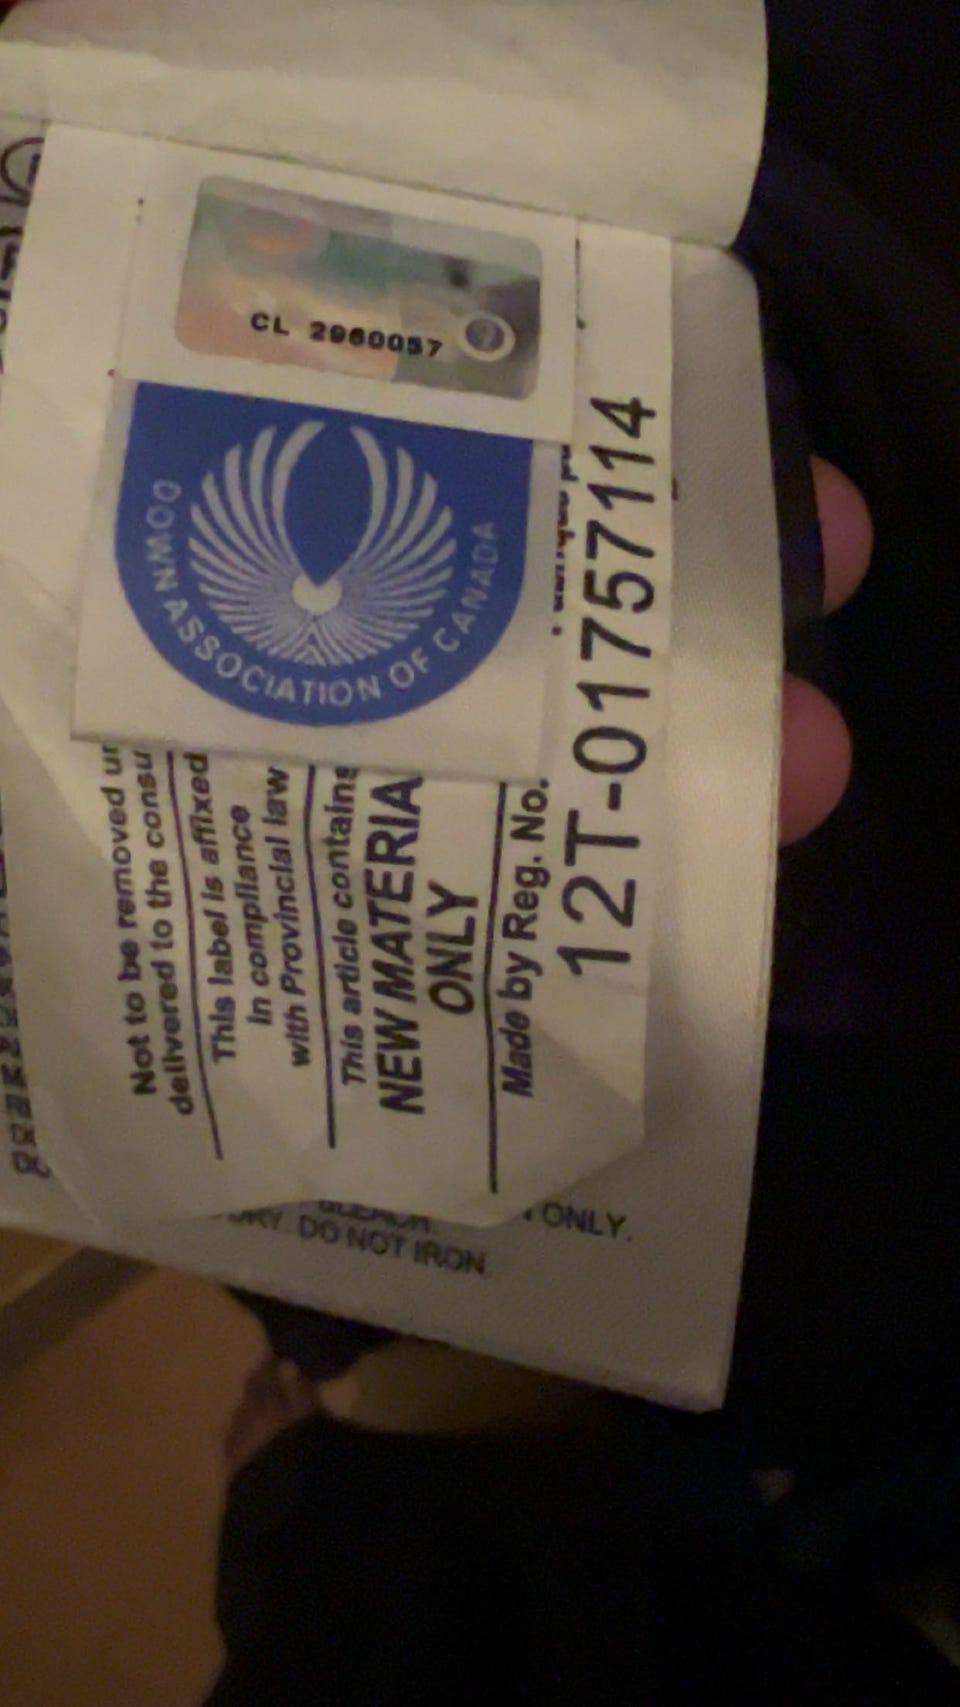 CL 2960057
DOWN ASSOCIATION OF CANADA
Not to be removed
delivered to the
This label is affixed
in compliance
with Provincial law
This article contains
NEW MATERIA
ONLY
Made by Reg. No.
12T-01757114
ONLY.
DO NOT IRON.